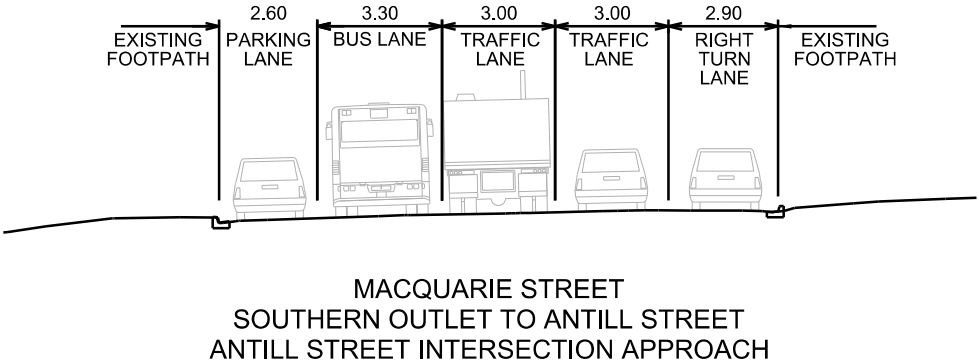 2.60 3.30 3.00 3.00 2.90
EXISTING PARKING BUS LANE TRAFFIC TRAFFIC RIGHT EXISTING
FOOTPATH LANE LANE LANE TURN FOOTPATH
LANE
MACQUARIE STREET
SOUTHERN OUTLET TO ANTILL STREET
ANTILL STREET INTERSECTION APPROACH